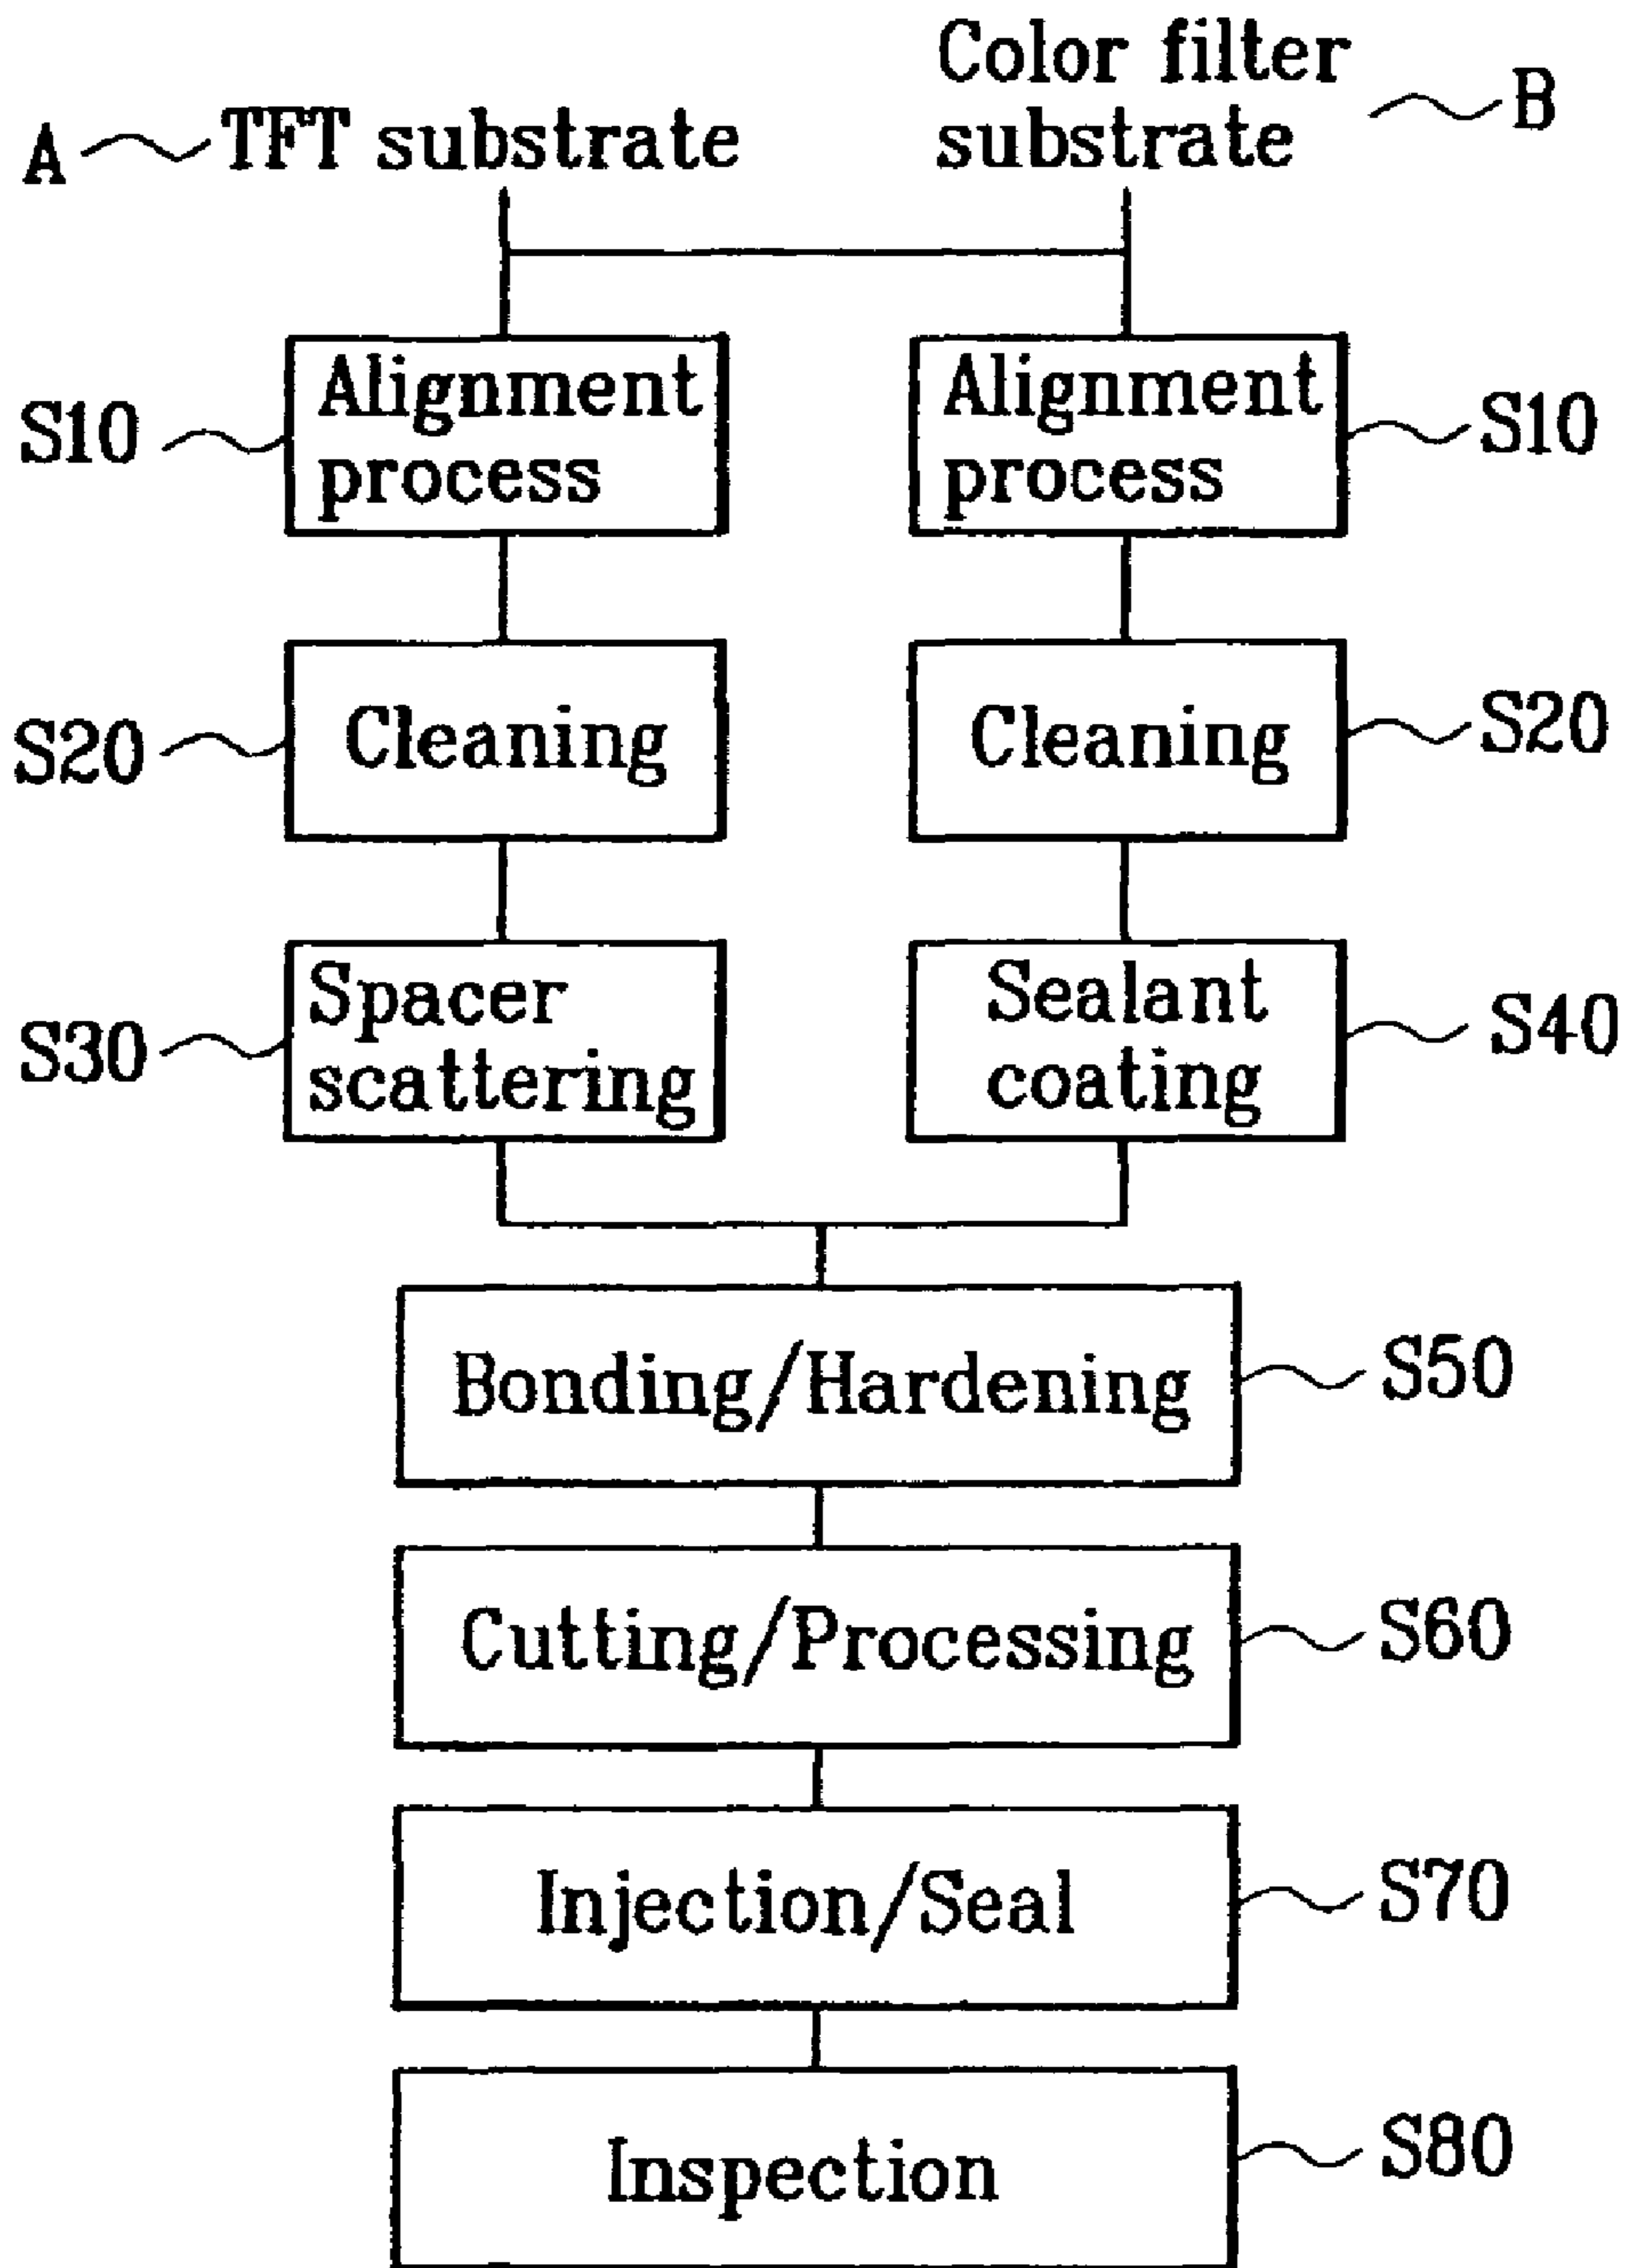 Color filter
substrate
B
A
TFT substrate
Alignment
process
Alignment
process
S10
S10
Cleaning
Cleaning
S20
S20
Spacer
scattering
Sealant
coating
S30
S40
Bonding/Hardening
S50
Cutting/Processing
S60
Injection/Seal
S70
Inspection
S80